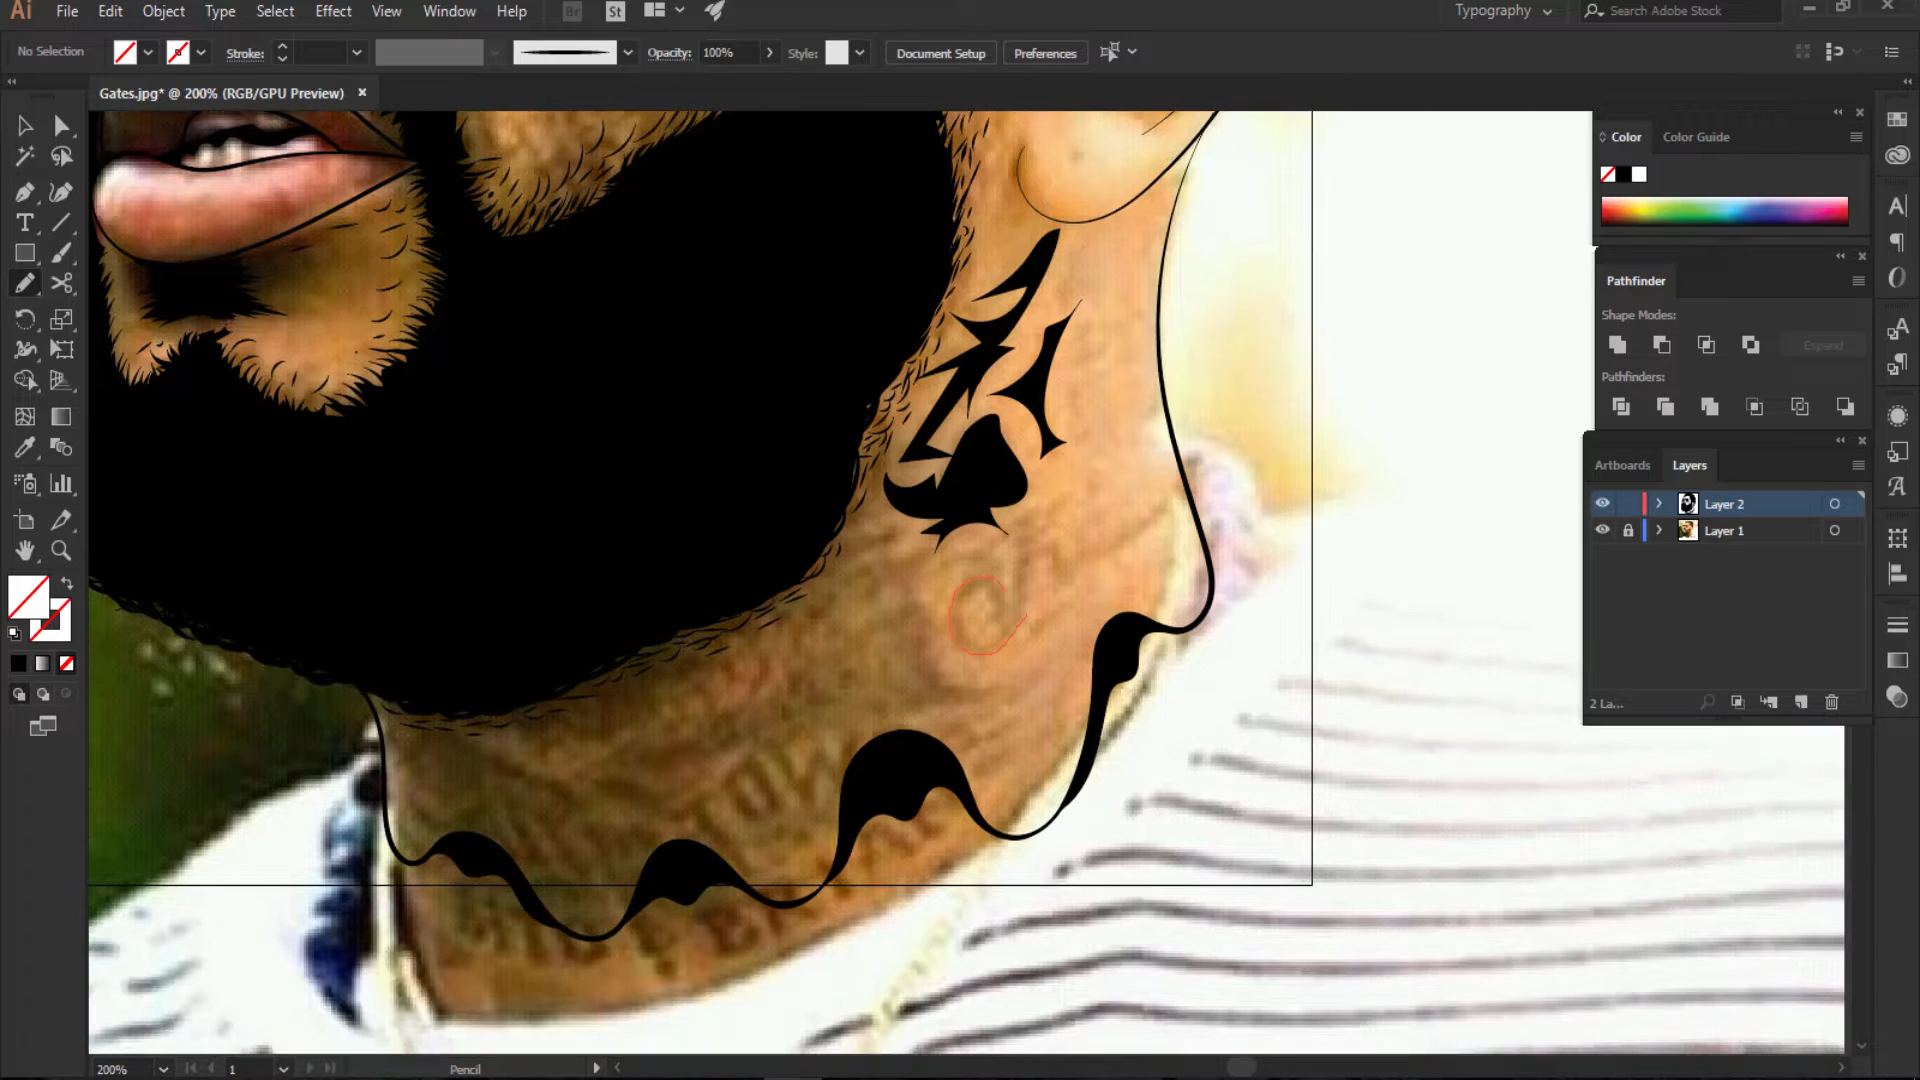 Ai File Edit Object Type Select Effect View Window Help Br St Typography Search Adobe Stock
No Selection Stroke: Opacity: 100% Style: Document Setup Preferences
Gates.jpg* @ 200% (RGB/GPU Preview)
Color Color Guide
Pathfinder
Shape Modes:
Expand
Pathfinders:
Artboards Layers
Layer 2
Layer 1
2 La...
200% 1 Pencil